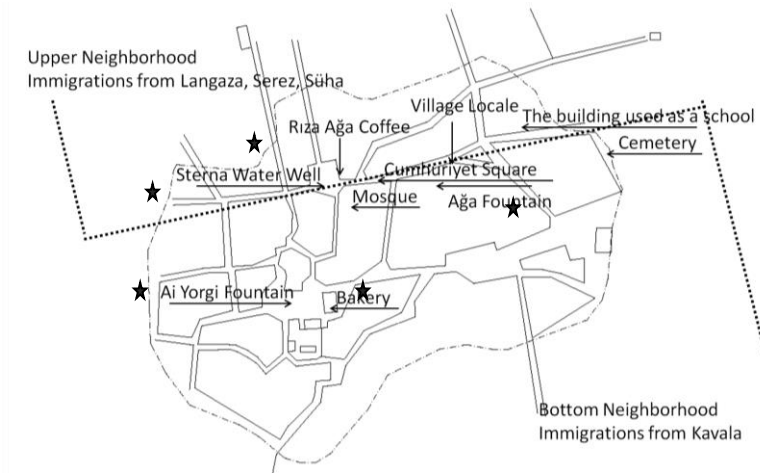 Upper Neighborhood
Immigrations from Langaza, Serez, Süha
Village Locale
Rıza Ağa Coffee
The building used as a school
Cemetery
Sterna Water Well
Cumhuriyet Square
Mosque
Ağa Fountain
Ai Yorgi Fountain
Bakery
Bottom Neighborhood
Immigrations from Kavala